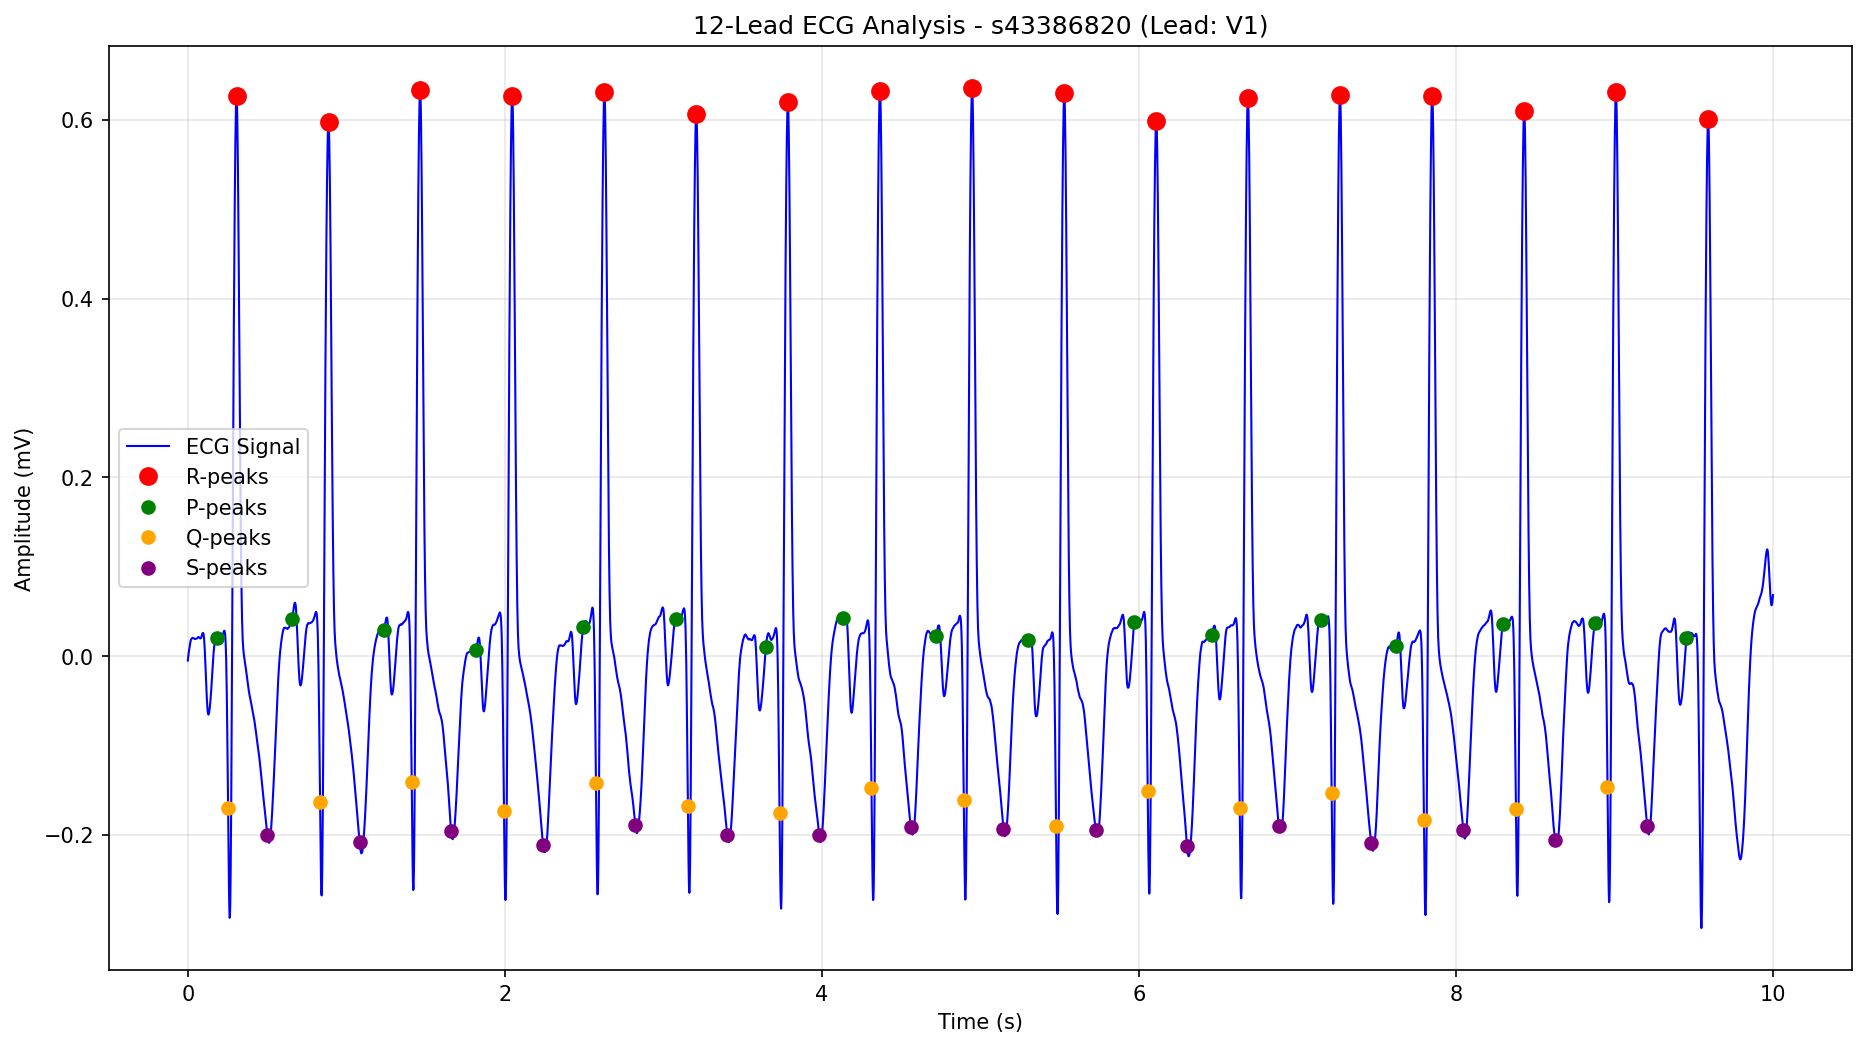 12-Lead ECG Analysis - s43386820 (Lead: V1)
Amplitude (mV)
0.6
0.4
0.2
0.0
−0.2
ECG Signal
R-peaks
P-peaks
Q-peaks
S-peaks
0 2 4 6 8 10
Time (s)